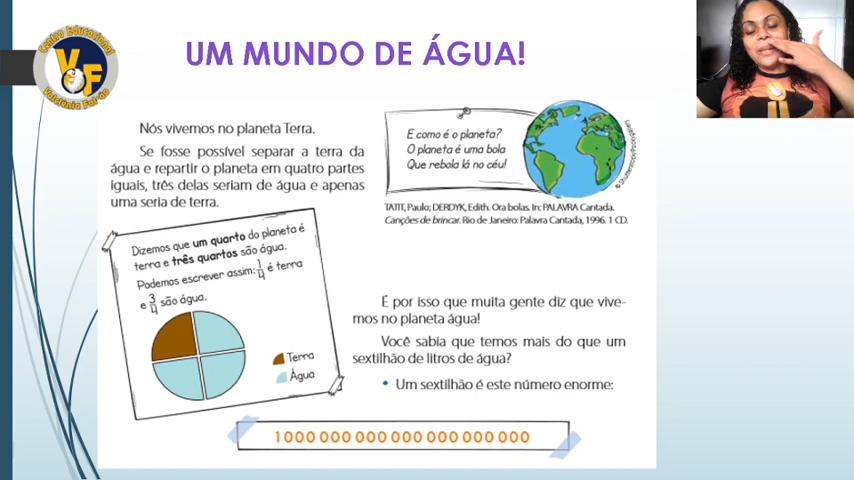 Centro Educacional
VF
Valdênia Falcão
UM MUNDO DE ÁGUA!
Nós vivemos no planeta Terra.
Se fosse possível separar a terra da
água e repartir o planeta em quatro partes
iguais, três delas seriam de água e apenas
uma seria de terra.
E como é o planeta?
O planeta é uma bola
Que rebola lá no céu!
© Shutterstock/pockygallery
TATIT, Paulo; DERDYK, Edith. Ora bolas. In: PALAVRA Cantada.
Canções de brincar. Rio de Janeiro: Palavra Cantada, 1996. 1 CD.
Dizemos que um quarto do planeta é
terra e três quartos são água.
Podemos escrever assim: 1/4 é terra
e 3/4 são água.
Terra
Água
É por isso que muita gente diz que vive-
mos no planeta água!
Você sabia que temos mais do que um
sextilhão de litros de água?
• Um sextilhão é este número enorme:
1 000 000 000 000 000 000 000